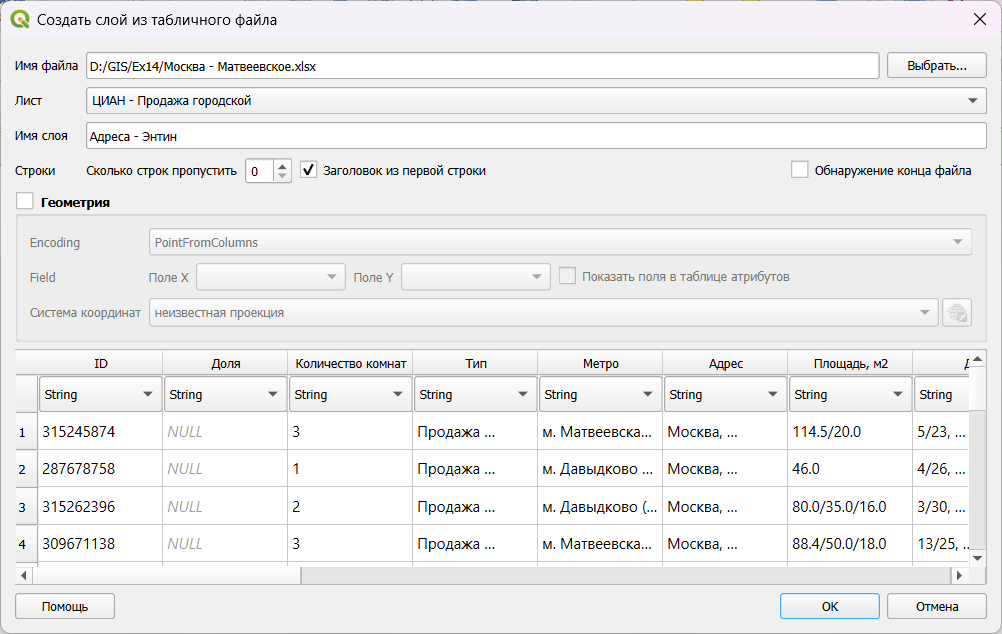 Создать слой из табличного файла
Имя файла D:/GIS/Ex14/Москва - Матвеевское.xlsx Выбрать...
Лист ЦИАН - Продажа городской
Имя слоя Адреса - Энтин
Строки Сколько строк пропустить 0 Заголовок из первой строки Обнаружение конца файла
Геометрия
Encoding PointFromColumns
Field Поле X Поле Y Показать поля в таблице атрибутов
Система координат неизвестная проекция
ID Доля Количество комнат Тип Метро Адрес Площадь, м2
String String String String String String String String
1 315245874 NULL 3 Продажа ... м. Матвеевска... Москва, ... 114.5/20.0 5/23, ...
2 287678758 NULL 1 Продажа ... м. Давыдково ... Москва, ... 46.0 4/26, ...
3 315262396 NULL 2 Продажа ... м. Давыдково (... Москва, ... 80.0/35.0/16.0 3/30, ...
4 309671138 NULL 3 Продажа ... м. Матвеевска... Москва, ... 88.4/50.0/18.0 13/25, ...
Помощь OK Отмена